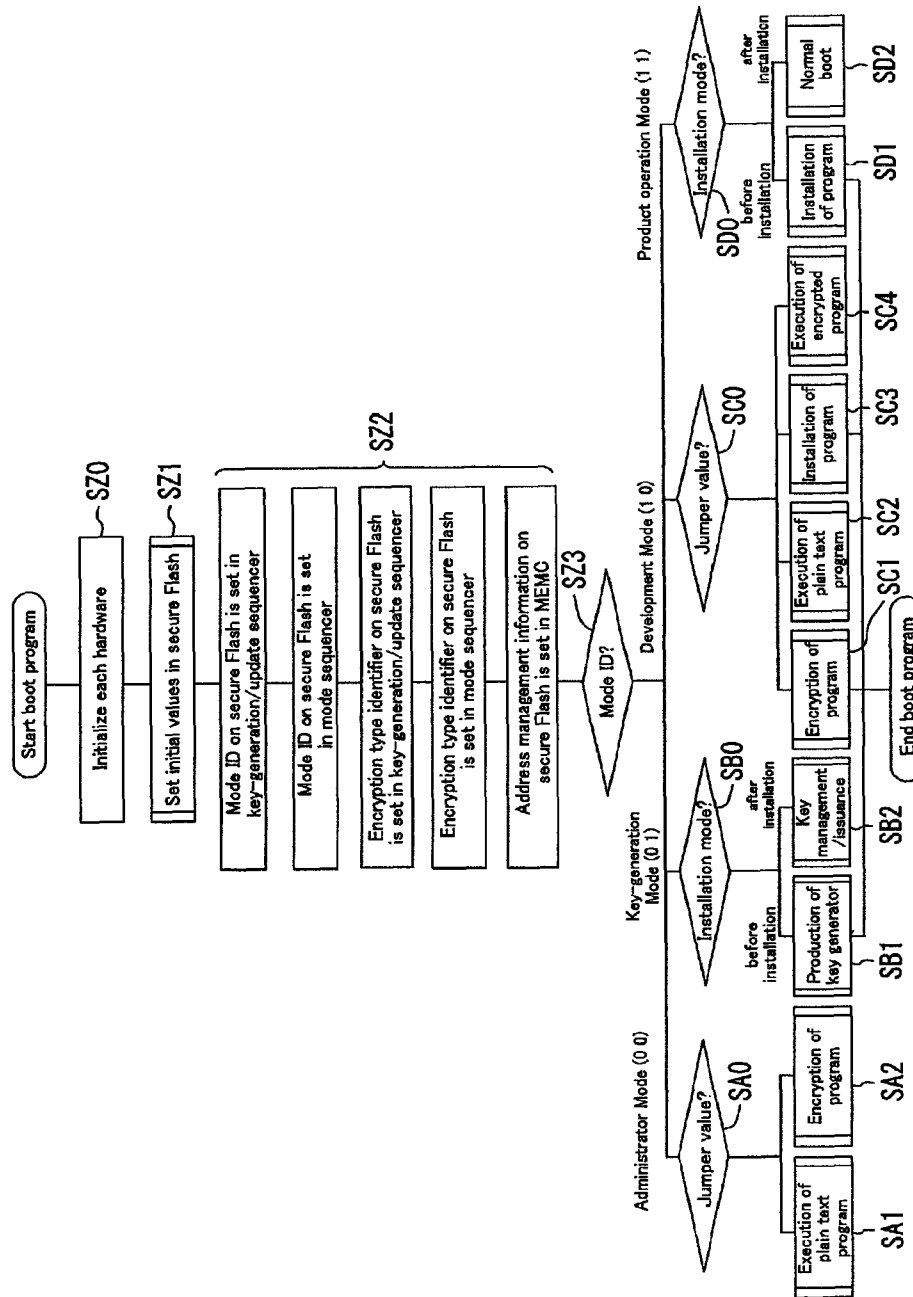 Start boot program
Initialize each hardware
SZ0
Set initial values in secure Flash
SZ1
Mode ID on secure Flash is set in
key-generation/update sequencer
Mode ID on secure Flash is set
in mode sequencer
Encryption type identifier on secure Flash
is set in key-generation/update sequencer
Encryption type identifier on secure Flash
is set in mode sequencer
Address management information on
secure Flash is set in MEMC
SZ2
Mode ID?
SZ3
Administrator Mode (0 0)
Jumper value?
SA0
Execution of
plain text
program
SA1
Encryption of
program
SA2
Key-generation
Mode (0 1)
Installation mode?
SB0
before
installation
after
installation
Production of
key generator
SB1
Key
management
/issuance
SB2
Development Mode (1 0)
Jumper value?
SC0
Encryption of
program
SC1
Execution of
plain text
program
SC2
Installation of
program
SC3
Execution of
encrypted
program
SC4
Product operation Mode (1 1)
Installation mode?
SD0
before
installation
after
installation
Installation
of program
SD1
Normal
boot
SD2
End boot program